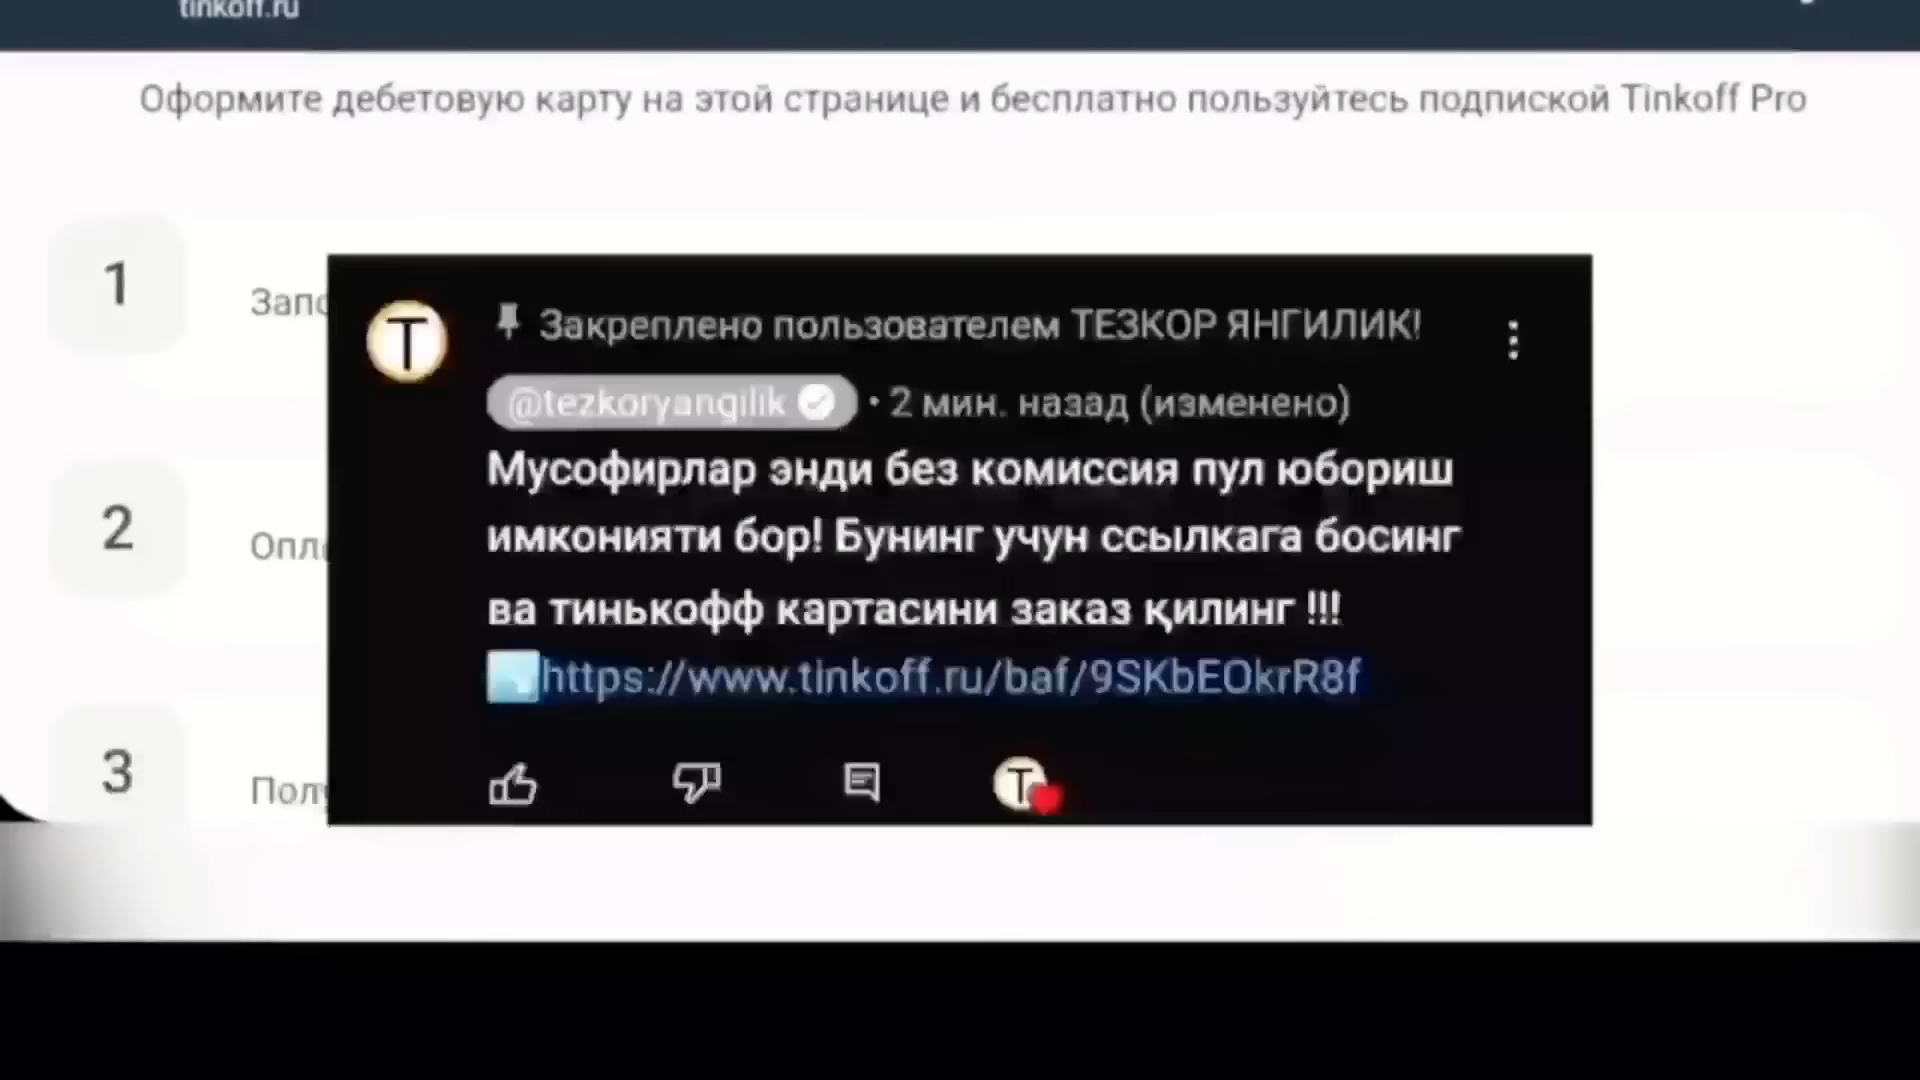 tinkoff.ru
Оформите дебетовую карту на этой странице и бесплатно пользуйтесь подпиской Tinkoff Pro
1
2
3
T
Закреплено пользователем ТЕЗКОР ЯНГИЛИК!
@tezkoryangilik • 2 мин. назад (изменено)
Мусофирлар энди без комиссия пул юбориш
имконияти бор! Бунинг учун ссылкага босинг
ва тинькофф картасини заказ қилинг !!!
https://www.tinkoff.ru/baf/9SKbEOkrR8f
T